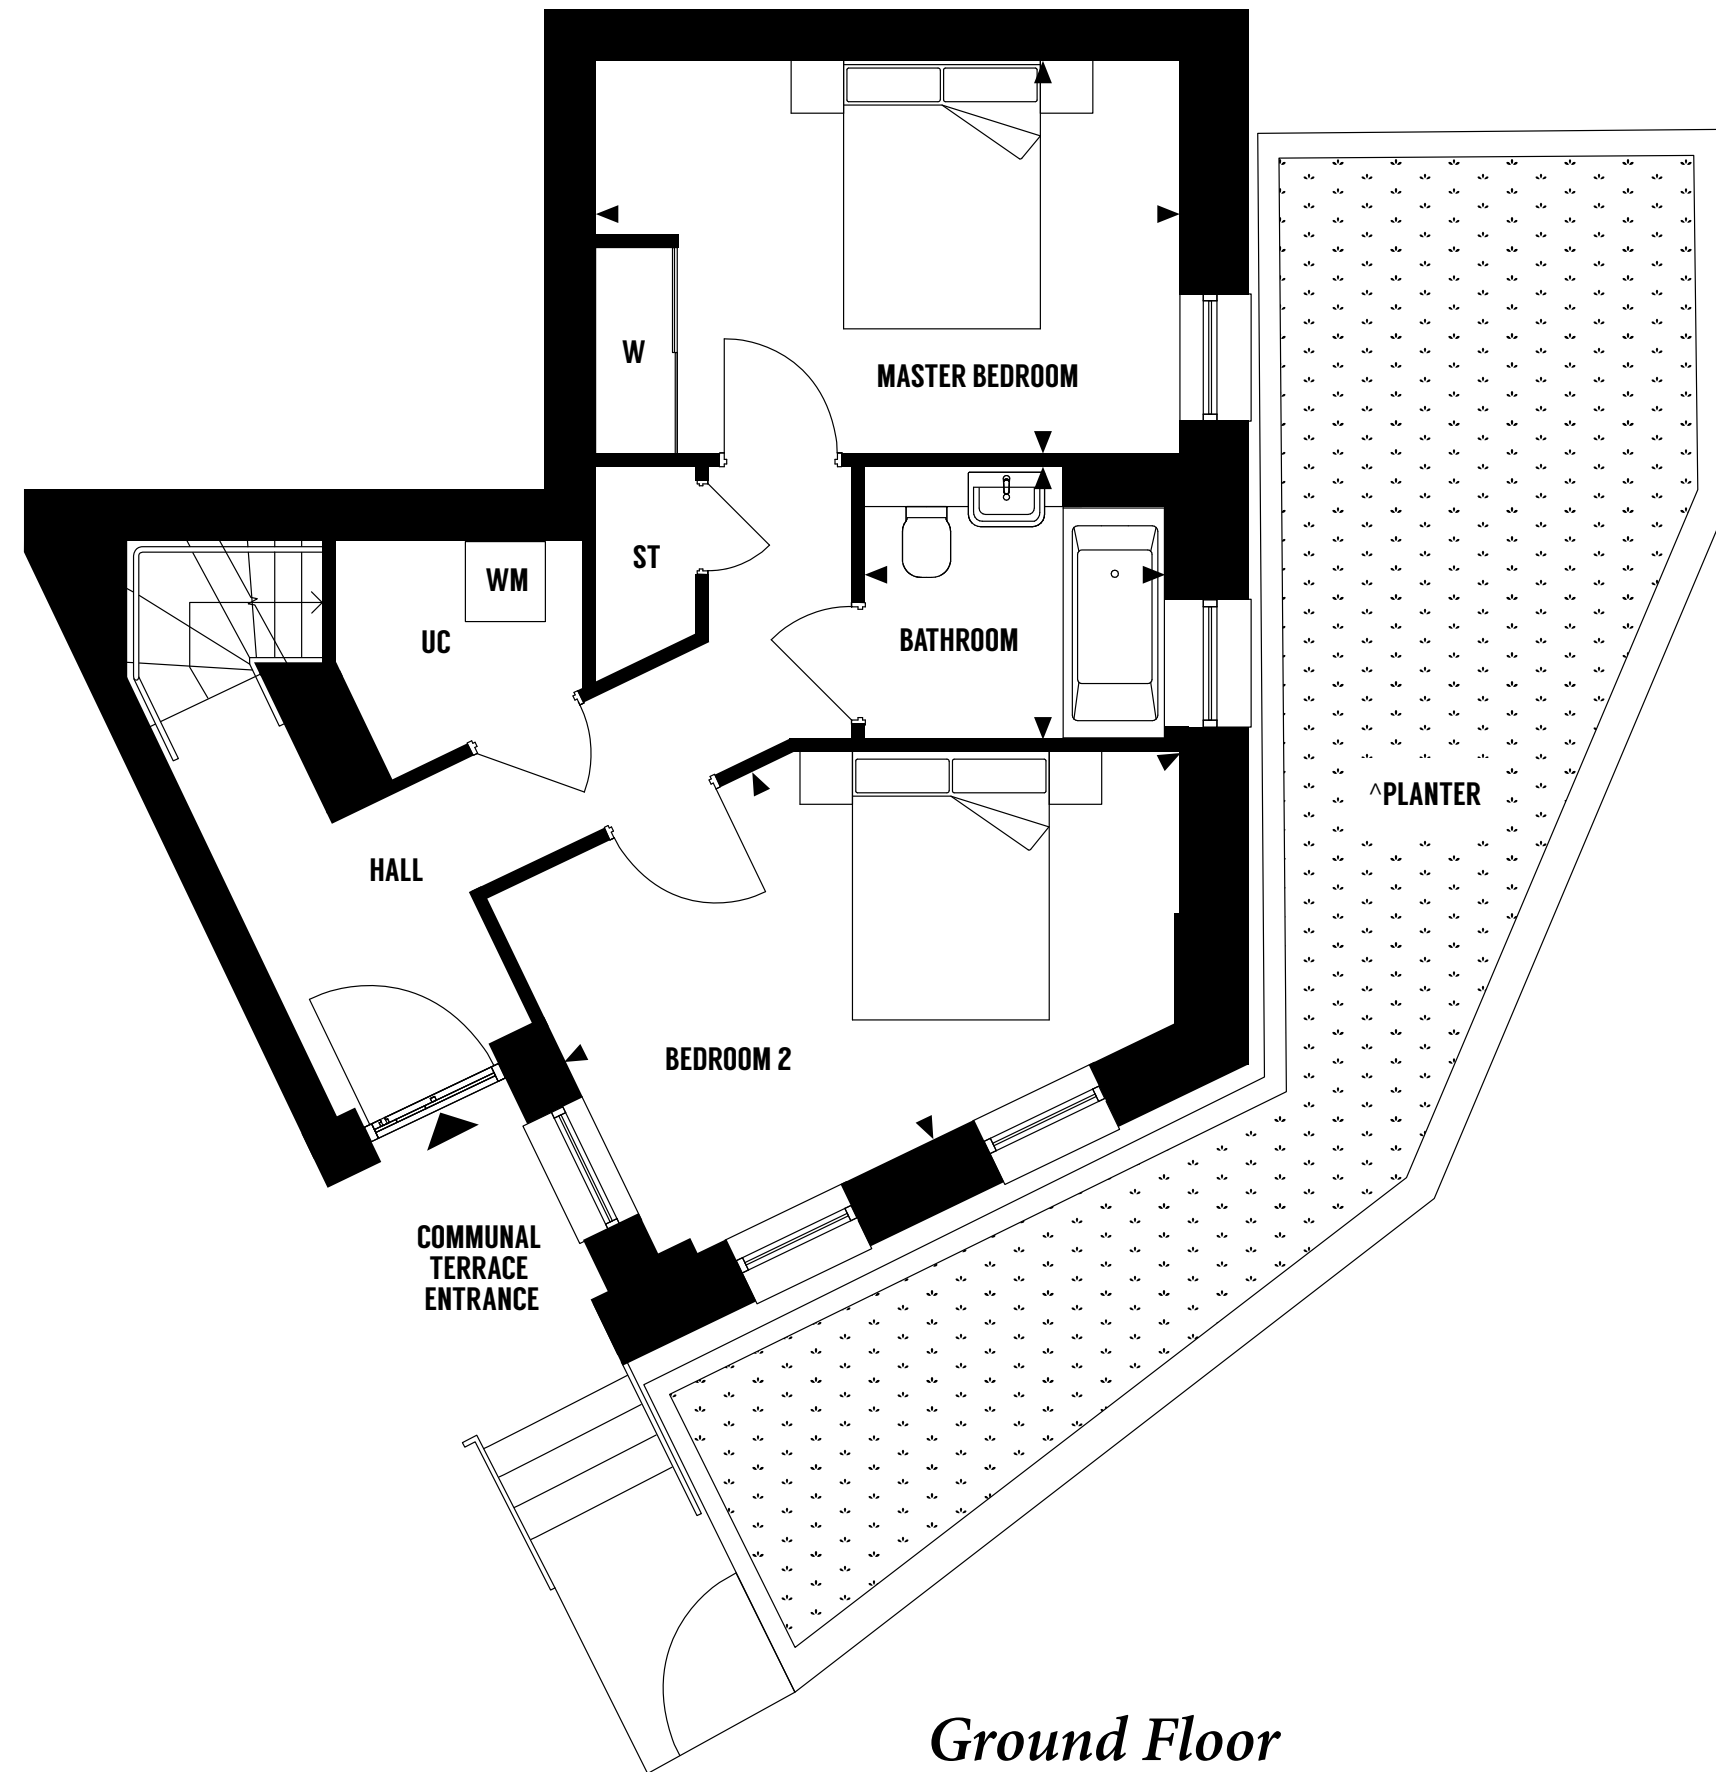 W
MASTER BEDROOM
ST
WM
UC
BATHROOM
^PLANTER
HALL
BEDROOM 2
COMMUNAL
TERRACE
ENTRANCE
Ground Floor